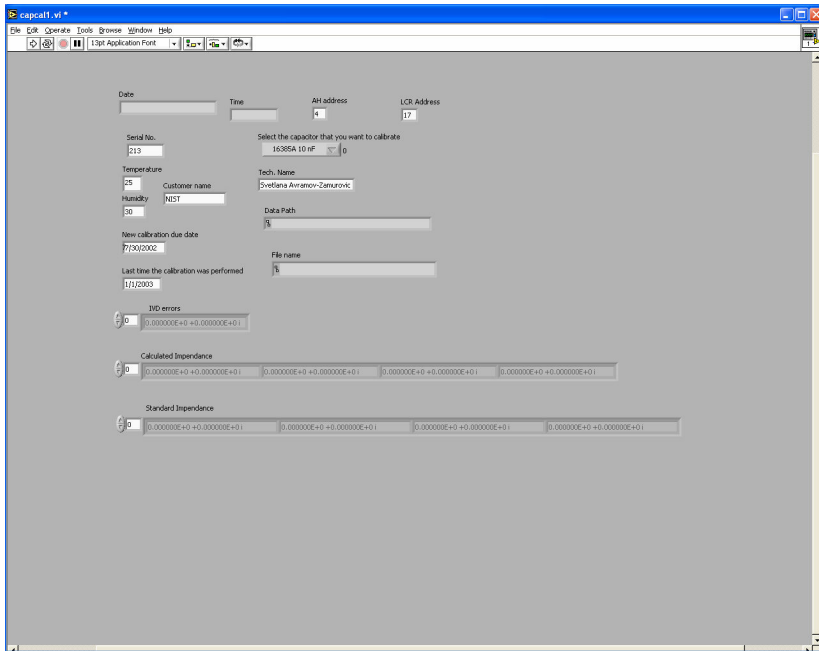 capcal1.vi *
File Edit Operate Tools Browse Window Help
13pt Application Font
1
Date
Time
AH address
LCR Address
4
17
Serial No.
Select the capacitor that you want to calibrate
213
16385A 10 nF
0
Temperature
Tech. Name
25
Customer name
Svetlana Avramov-Zamurovic
Humidity
NIST
30
Data Path
%
New calibration due date
7/30/2002
File name
%
Last time the calibration was performed
1/1/2003
IVD errors
0
0.000000E+0 +0.000000E+0 i
Calculated Impendance
0
0.000000E+0 +0.000000E+0 i 0.000000E+0 +0.000000E+0 i 0.000000E+0 +0.000000E+0 i 0.000000E+0 +0.000000E+0 i
Standard Impendance
0
0.000000E+0 +0.000000E+0 i 0.000000E+0 +0.000000E+0 i 0.000000E+0 +0.000000E+0 i 0.000000E+0 +0.000000E+0 i